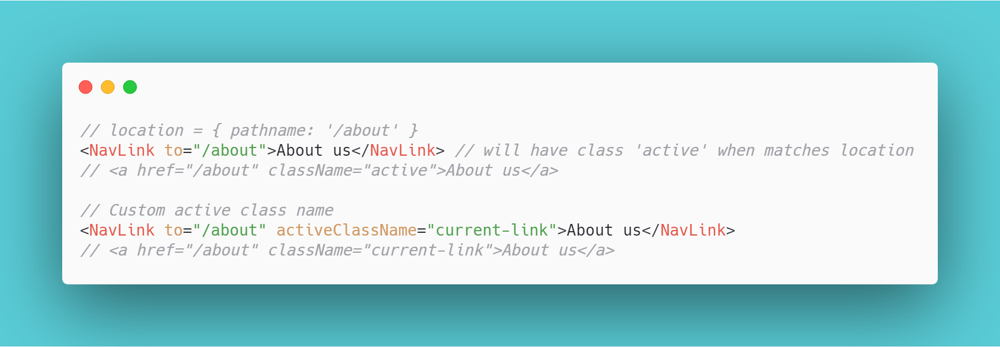 // location = { pathname: '/about' }
<NavLink to="/about">About us</NavLink> // will have class 'active' when matches location
// <a href="/about" className="active">About us</a>
// Custom active class name
<NavLink to="/about" activeClassName="current-link">About us</NavLink>
// <a href="/about" className="current-link">About us</a>